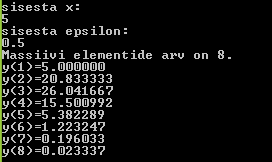 sisesta x:
5
sisesta epsilon:
0.5
Massiivi elementide arv on 8.
y(1)=5.000000
y(2)=20.833333
y(3)=26.041667
y(4)=15.500992
y(5)=5.382289
y(6)=1.223247
y(7)=0.196033
y(8)=0.023337